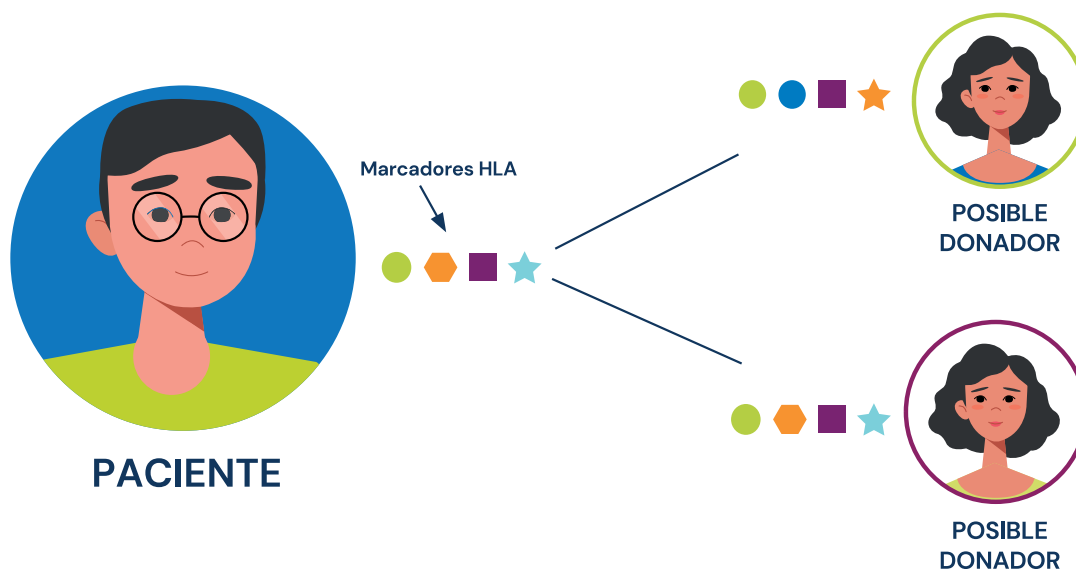 Marcadores HLA
PACIENTE
POSIBLE
DONADOR
POSIBLE
DONADOR